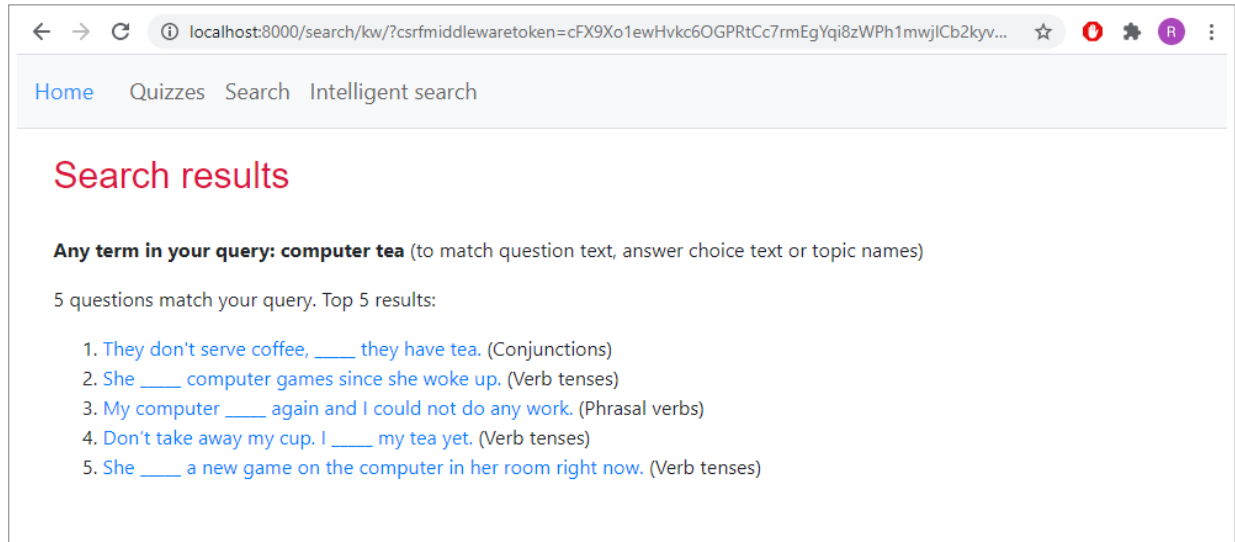 localhost:8000/search/kw/?csrfmiddlewaretoken=cFX9Xo1ewHvkc6OGPRtCc7rmEgYqi8zWPh1mwjlCb2kyv... R
Home Quizzes Search Intelligent search
Search results
Any term in your query: computer tea (to match question text, answer choice text or topic names)
5 questions match your query. Top 5 results:
1. They don't serve coffee, _____ they have tea. (Conjunctions)
2. She _____ computer games since she woke up. (Verb tenses)
3. My computer _____ again and I could not do any work. (Phrasal verbs)
4. Don't take away my cup. I _____ my tea yet. (Verb tenses)
5. She _____ a new game on the computer in her room right now. (Verb tenses)